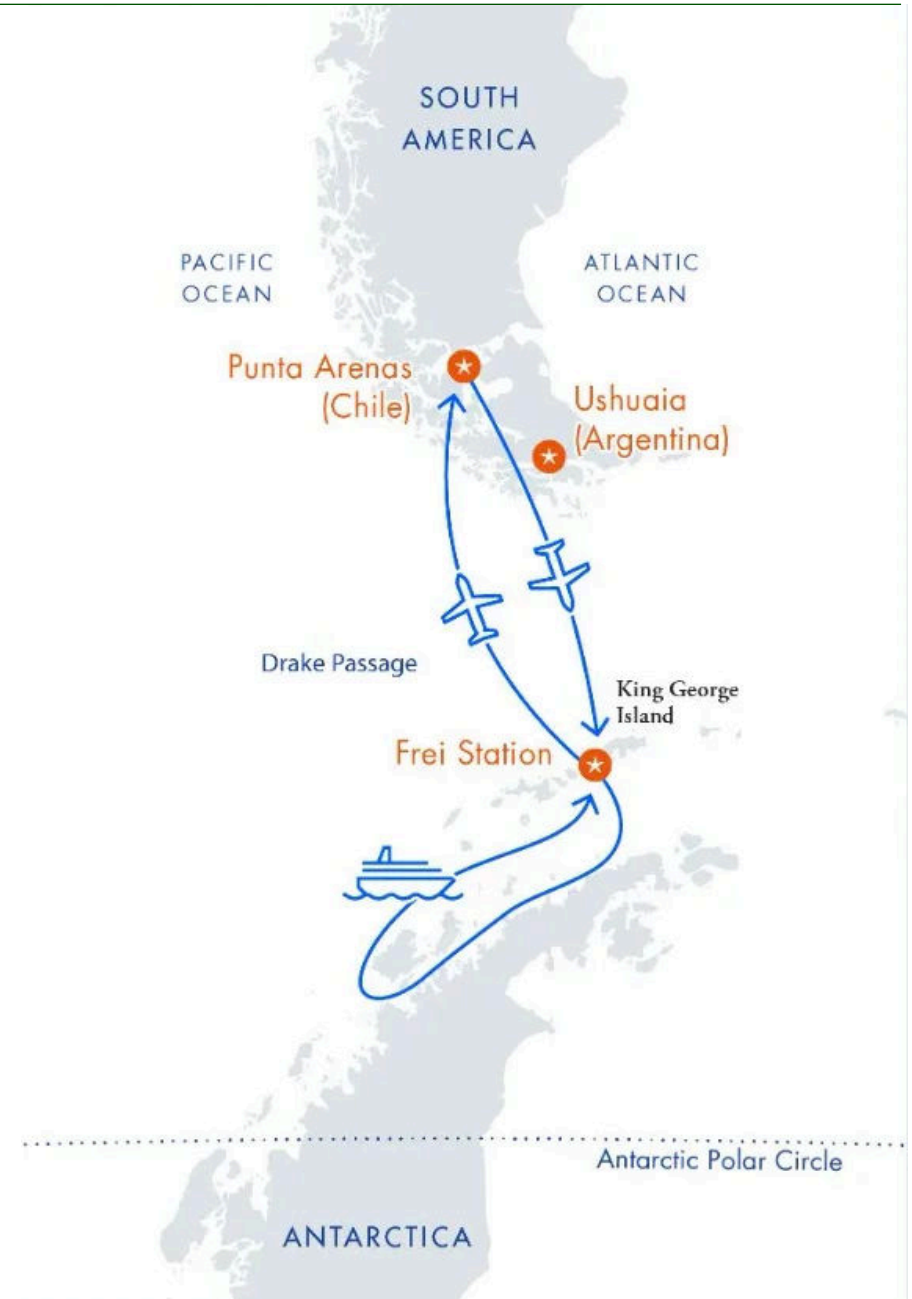 SOUTH
AMERICA
PACIFIC
OCEAN
ATLANTIC
OCEAN
Punta Arenas
(Chile)
Ushuaia
(Argentina)
Drake Passage
King George
Island
Frei Station
Antarctic Polar Circle
ANTARCTICA